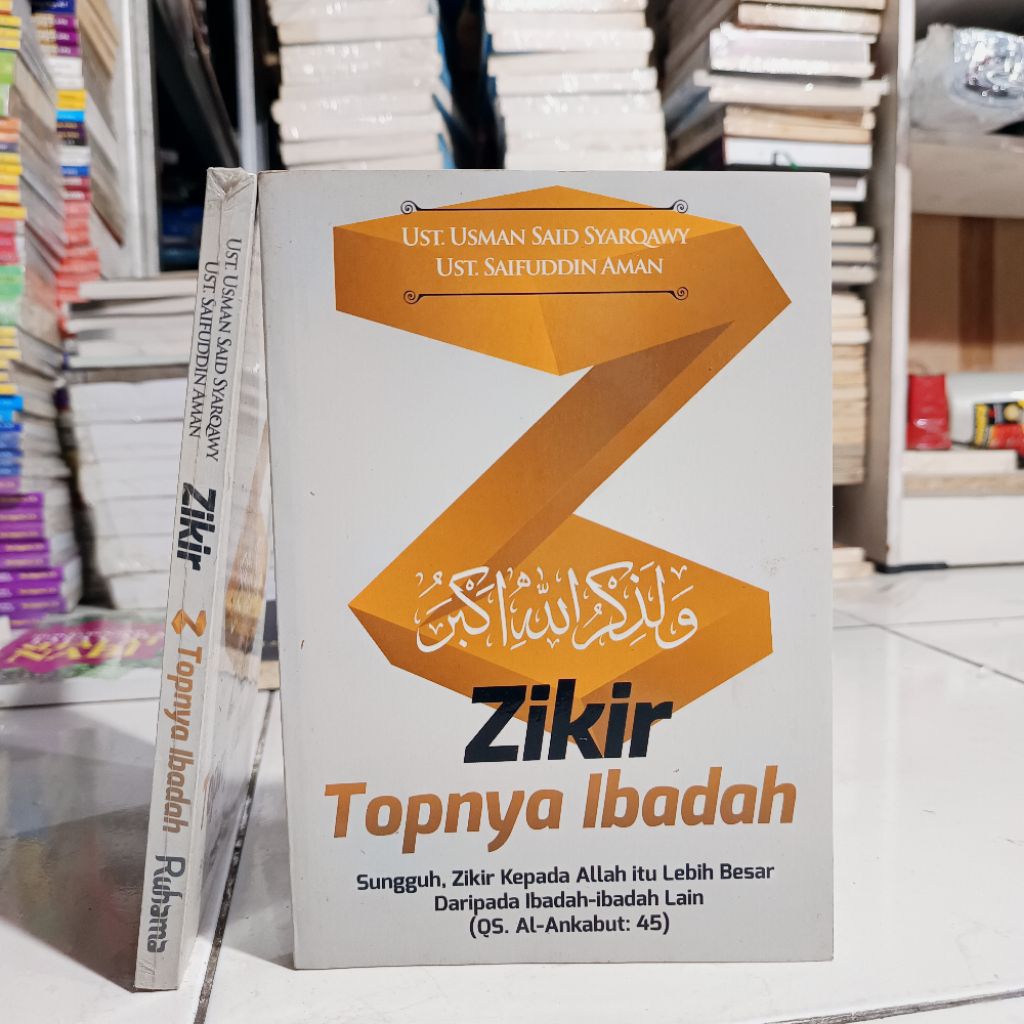 UST. USMAN SAID SYARQAWY
UST. SAIFUDDIN AMAN
وَلَذِكْرُ اللّٰهِ اَكْبَرُ
Zikir
Topnya Ibadah
Sungguh, Zikir Kepada Allah itu Lebih Besar
Daripada Ibadah-ibadah Lain
(QS. Al-Ankabut: 45)
UST. USMAN SAID SYARQAWY
UST. SAIFUDDIN AMAN
Zikir
Topnya Ibadah
Ruhama